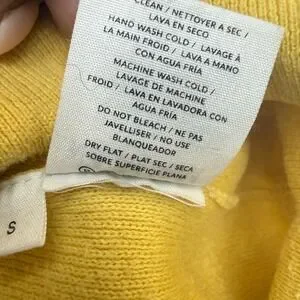 CLEAN / NETTOYER A SEC /
LAVA EN SECO
HAND WASH COLD / LAVAGE À
LA MAIN FROID / LAVA A MANO
CON AGUA FRÍA
MACHINE WASH COLD /
LAVAGE DE MACHINE
FROID / LAVA EN LAVADORA CON
AGUA FRÍA
DO NOT BLEACH / NE PAS
JAVELLISER / NO USE
BLANQUEADOR
DRY FLAT / PLAT SEC / SECA
SOBRE SUPERFICIE PLANA
S